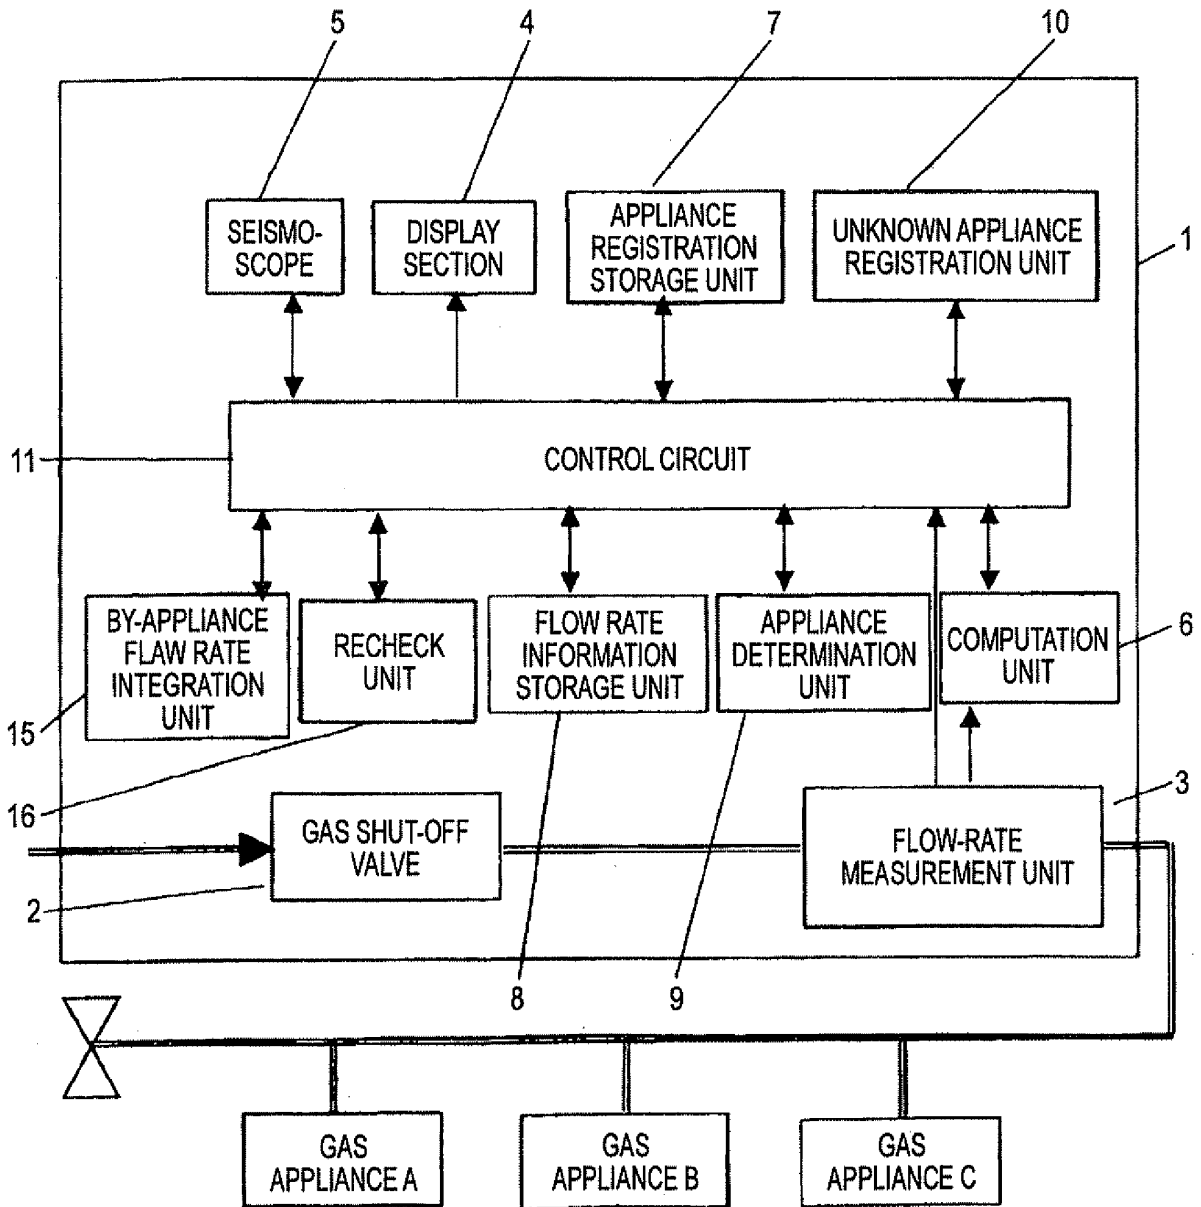 5
4
7
10
SEISMO-
SCOPE
DISPLAY
SECTION
APPLIANCE
REGISTRATION
STORAGE UNIT
UNKNOWN APPLIANCE
REGISTRATION UNIT
1
11
CONTROL CIRCUIT
BY-APPLIANCE
FLAW RATE
INTEGRATION
UNIT
RECHECK
UNIT
FLOW RATE
INFORMATION
STORAGE UNIT
APPLIANCE
DETERMINATION
UNIT
COMPUTATION
UNIT
6
15
16
GAS SHUT-OFF
VALVE
FLOW-RATE
MEASUREMENT UNIT
3
2
8
9
GAS
APPLIANCE A
GAS
APPLIANCE B
GAS
APPLIANCE C